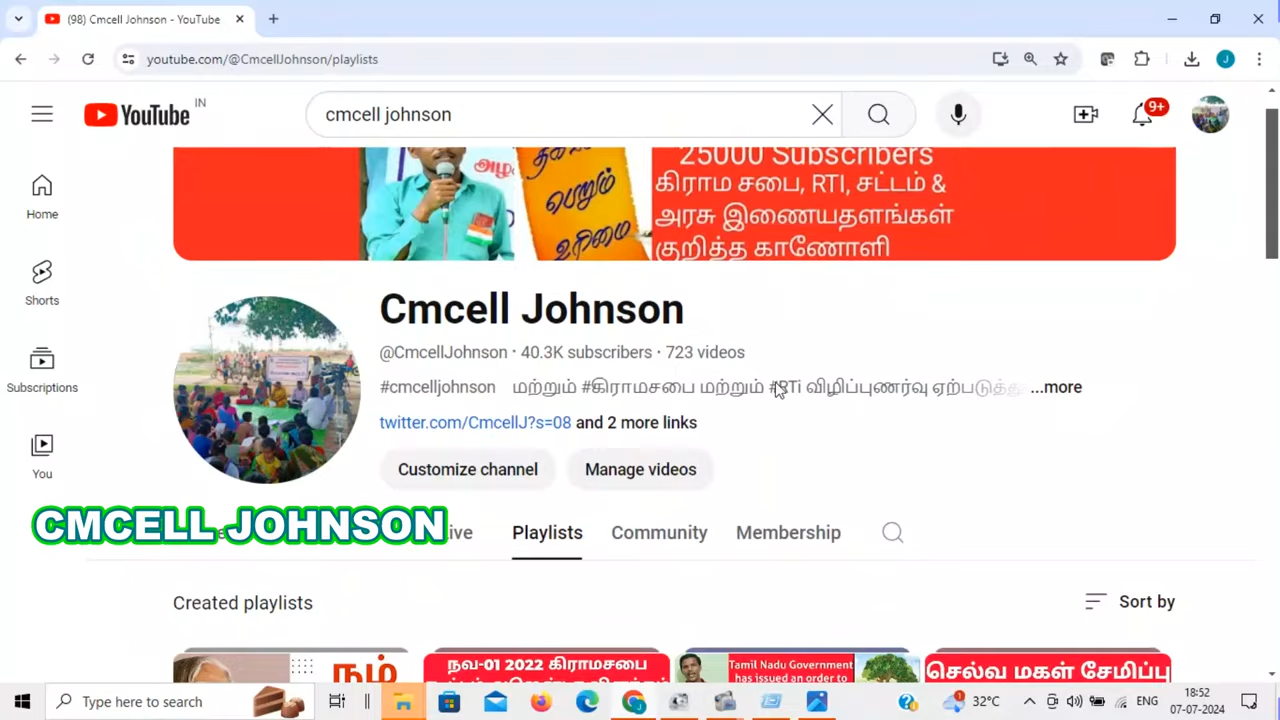 (98) Cmcell Johnson - YouTube
youtube.com/@CmcellJohnson/playlists
YouTube IN
cmcell johnson
9+
25000 Subscribers
கிராம சபை, RTI, சட்டம் &
அரசு இணையதளங்கள்
குறித்த காணோளி
பெறும்
உரிமை
Home
Shorts
Subscriptions
You
Cmcell Johnson
@CmcellJohnson · 40.3K subscribers · 723 videos
#cmcelljohnson மற்றும் #கிராமசபை மற்றும் #RTi விழிப்புணர்வு ...more
twitter.com/CmcellJ?s=08 and 2 more links
Customize channel
Manage videos
CMCELL JOHNSON
Playlists
Community
Membership
Created playlists
Sort by
நம்
நவ-01 2022 கிராமசபை
Tamil Nadu Government
has issued an order to
செல்வ மகள் சேமிப்பு
Type here to search
32°C
ENG
18:52
07-07-2024